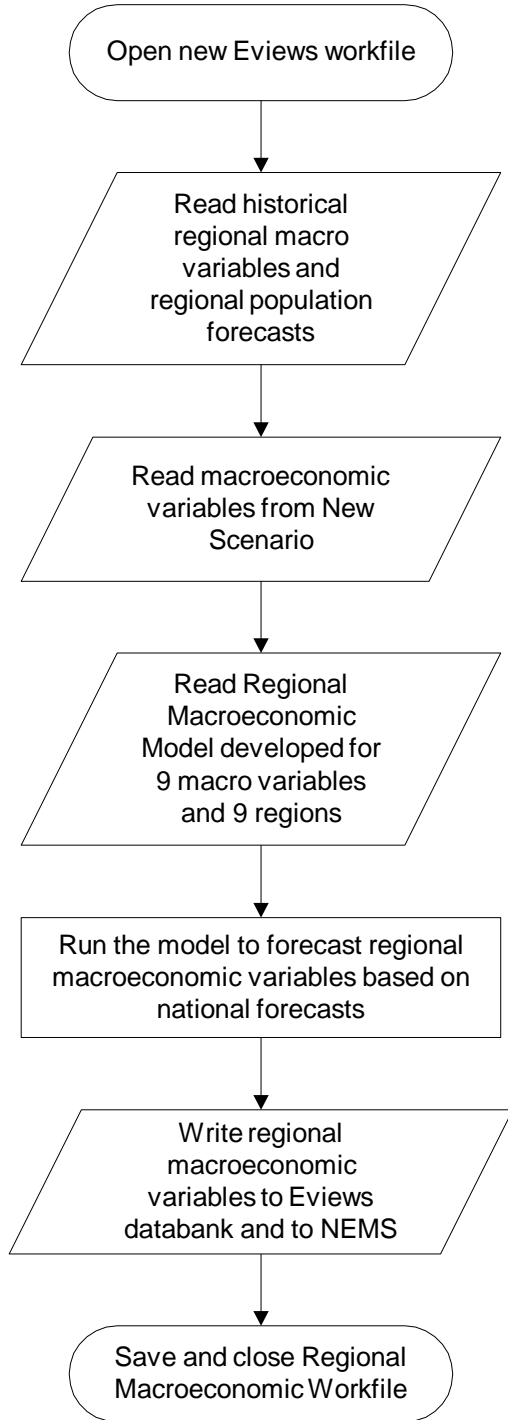 Open new Eviews workfile
Read historical
regional macro
variables and
regional population
forecasts
Read macroeconomic
variables from New
Scenario
Read Regional
Macroeconomic
Model developed for
9 macro variables
and 9 regions
Run the model to forecast regional
macroeconomic variables based on
national forecasts
Write regional
macroeconomic
variables to Eviews
databank and to NEMS
Save and close Regional
Macroeconomic Workfile